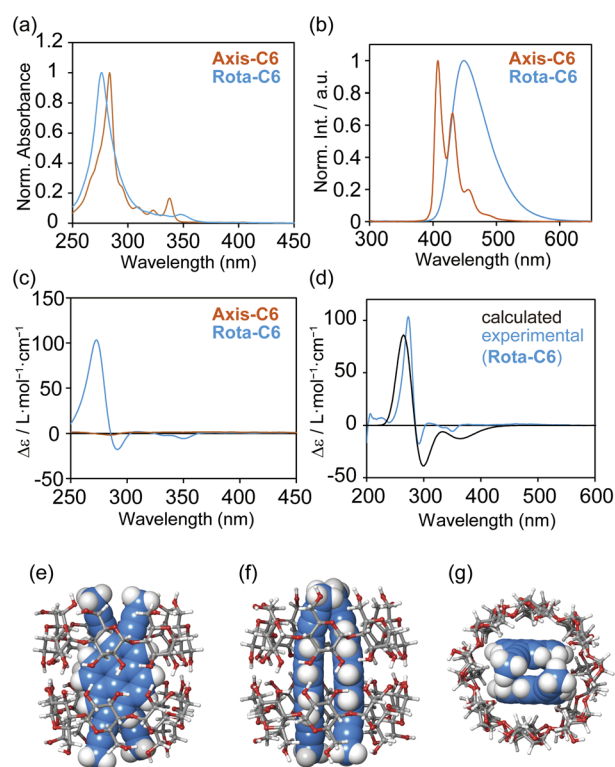 (a)
1.2
1
0.8
0.6
0.4
0.2
0
250 300 350 400 450
Norm. Absorbance
Wavelength (nm)
Axis-C6
Rota-C6
(b)
1
0.8
0.6
0.4
0.2
0
300 400 500 600
Norm. Int. / a.u.
Wavelength (nm)
Axis-C6
Rota-C6
(c)
150
100
50
0
-50
250 300 350 400 450
Δε / L·mol⁻¹·cm⁻¹
Wavelength (nm)
Axis-C6
Rota-C6
(d)
100
50
0
-50
200 300 400 500 600
Δε / L·mol⁻¹·cm⁻¹
Wavelength (nm)
calculated
experimental
(Rota-C6)
(e)
(f)
(g)